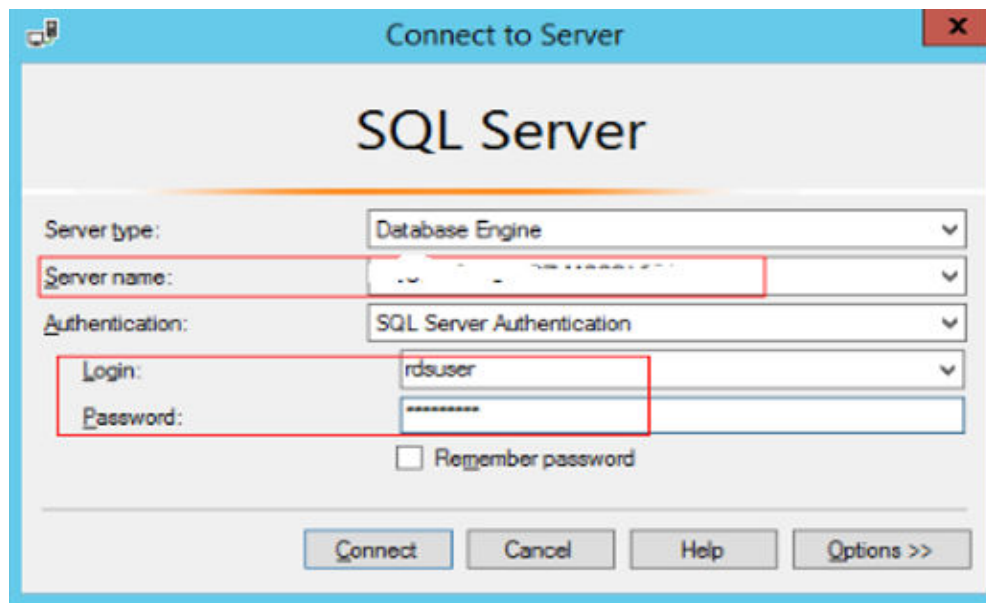 Connect to Server
SQL Server
Server type: Database Engine
Server name:
Authentication: SQL Server Authentication
Login: rdsuser
Password: *********
Remember password
Connect Cancel Help Options >>